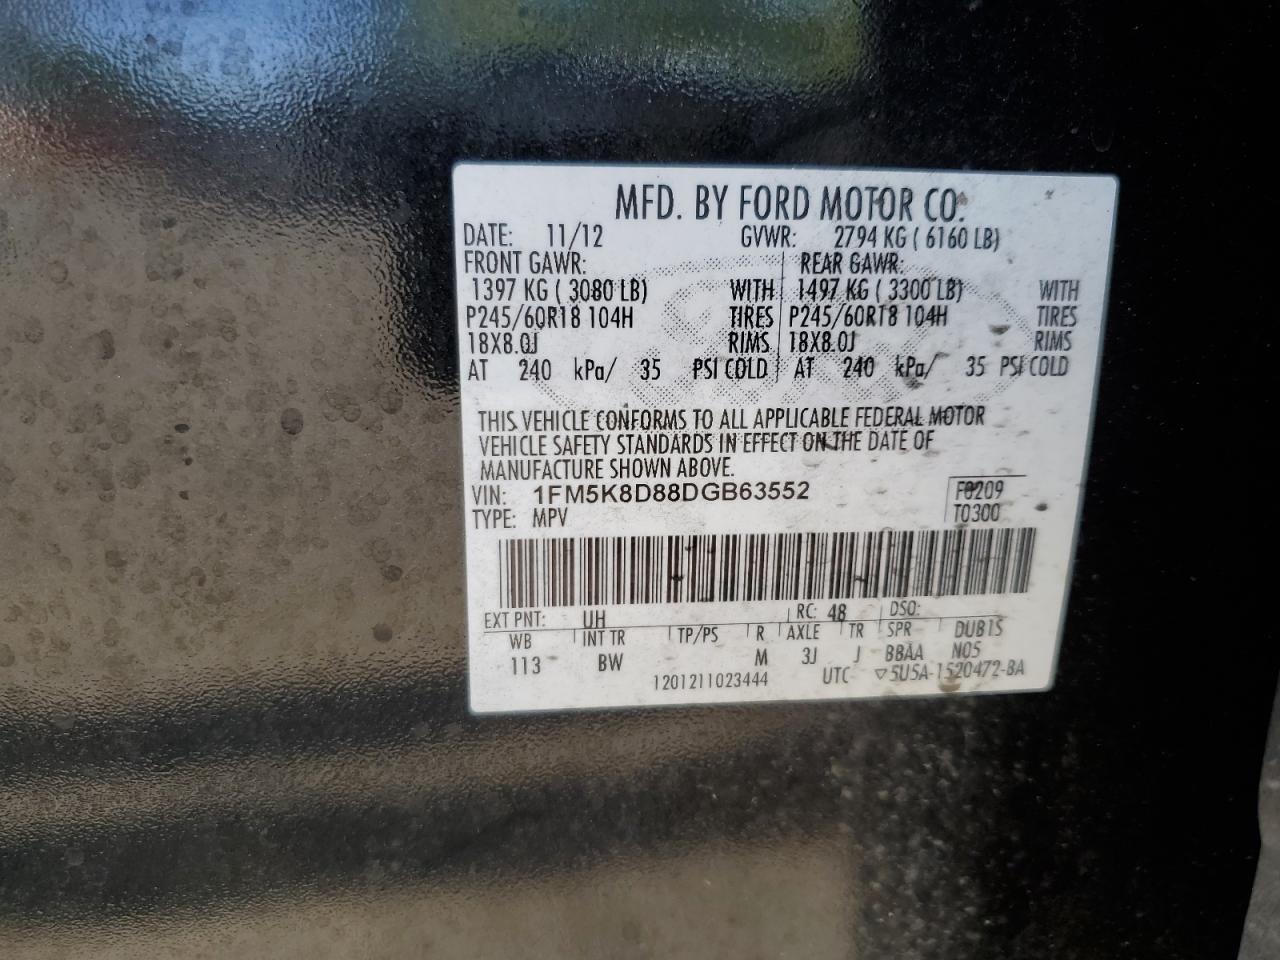 MFD. BY FORD MOTOR CO.
DATE: 11/12 GVWR: 2794 KG ( 6160 LB)
FRONT GAWR: REAR GAWR:
1397 KG ( 3080 LB) WITH 1497 KG ( 3300 LB) WITH
P245/60R18 104H TIRES P245/60R18 104H TIRES
18X8.0J RIMS 18X8.0J RIMS
AT 240 kPa/ 35 PSI COLD AT 240 kPa/ 35 PSI COLD
THIS VEHICLE CONFORMS TO ALL APPLICABLE FEDERAL MOTOR
VEHICLE SAFETY STANDARDS IN EFFECT ON THE DATE OF
MANUFACTURE SHOWN ABOVE.
VIN: 1FM5K8D88DGB63552 F0209
TYPE: MPV T0300
EXT PNT: UH RC: 48 DSO:
WB INT TR TP/PS R AXLE TR SPR DUB1S
113 BW M 3J J BBAA N05
1201211023444 UTC ▽5U5A-1520472-BA